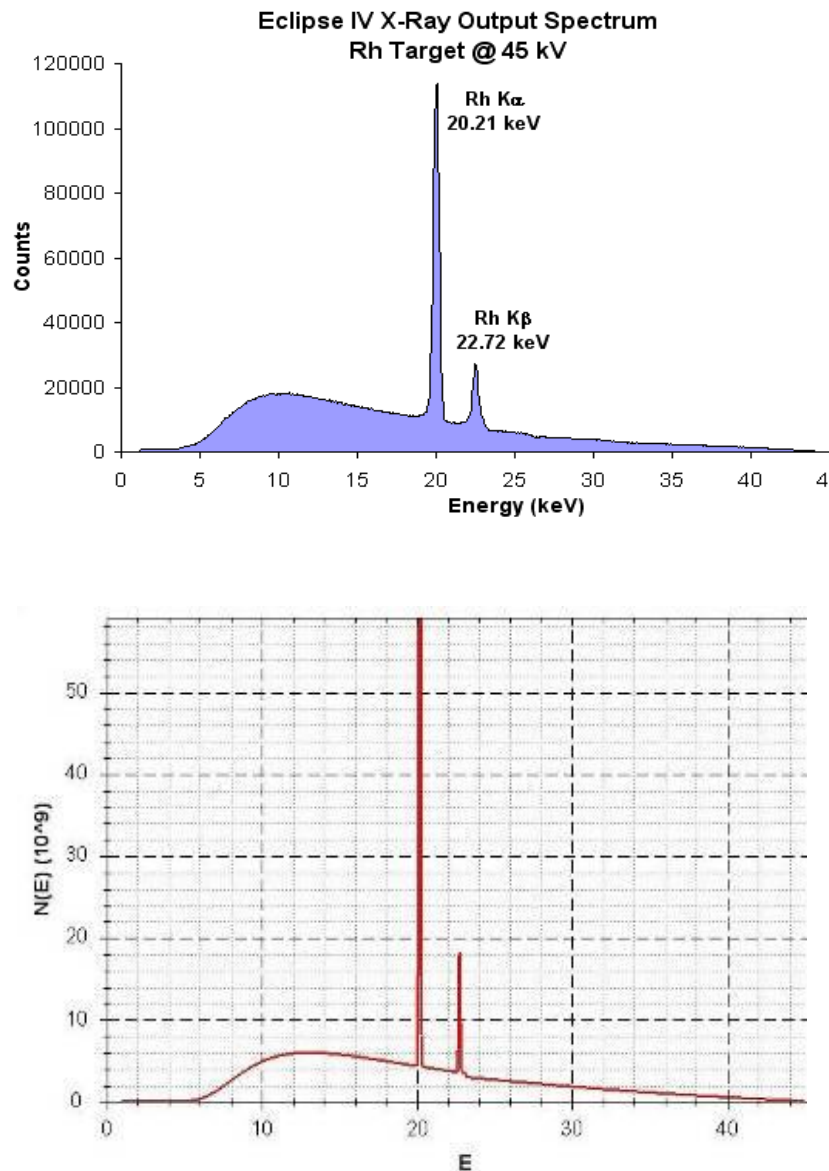 Eclipse IV X-Ray Output Spectrum
Rh Target @ 45 kV
120000
100000
80000
60000
40000
20000
0
Counts
Rh Kα
20.21 keV
Rh Kβ
22.72 keV
0 5 10 15 20 25 30 35 40 4
Energy (keV)
50
40
30
20
10
0
N(E) (10^9)
10 20 30 40
E